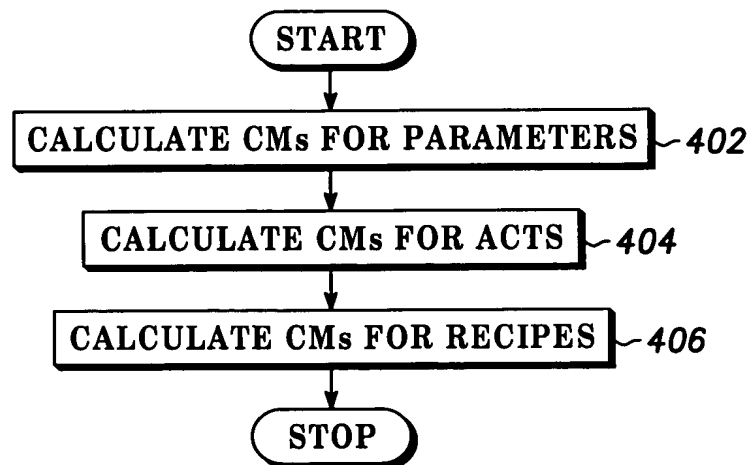 START
CALCULATE CMs FOR PARAMETERS 402
CALCULATE CMs FOR ACTS 404
CALCULATE CMs FOR RECIPES 406
STOP